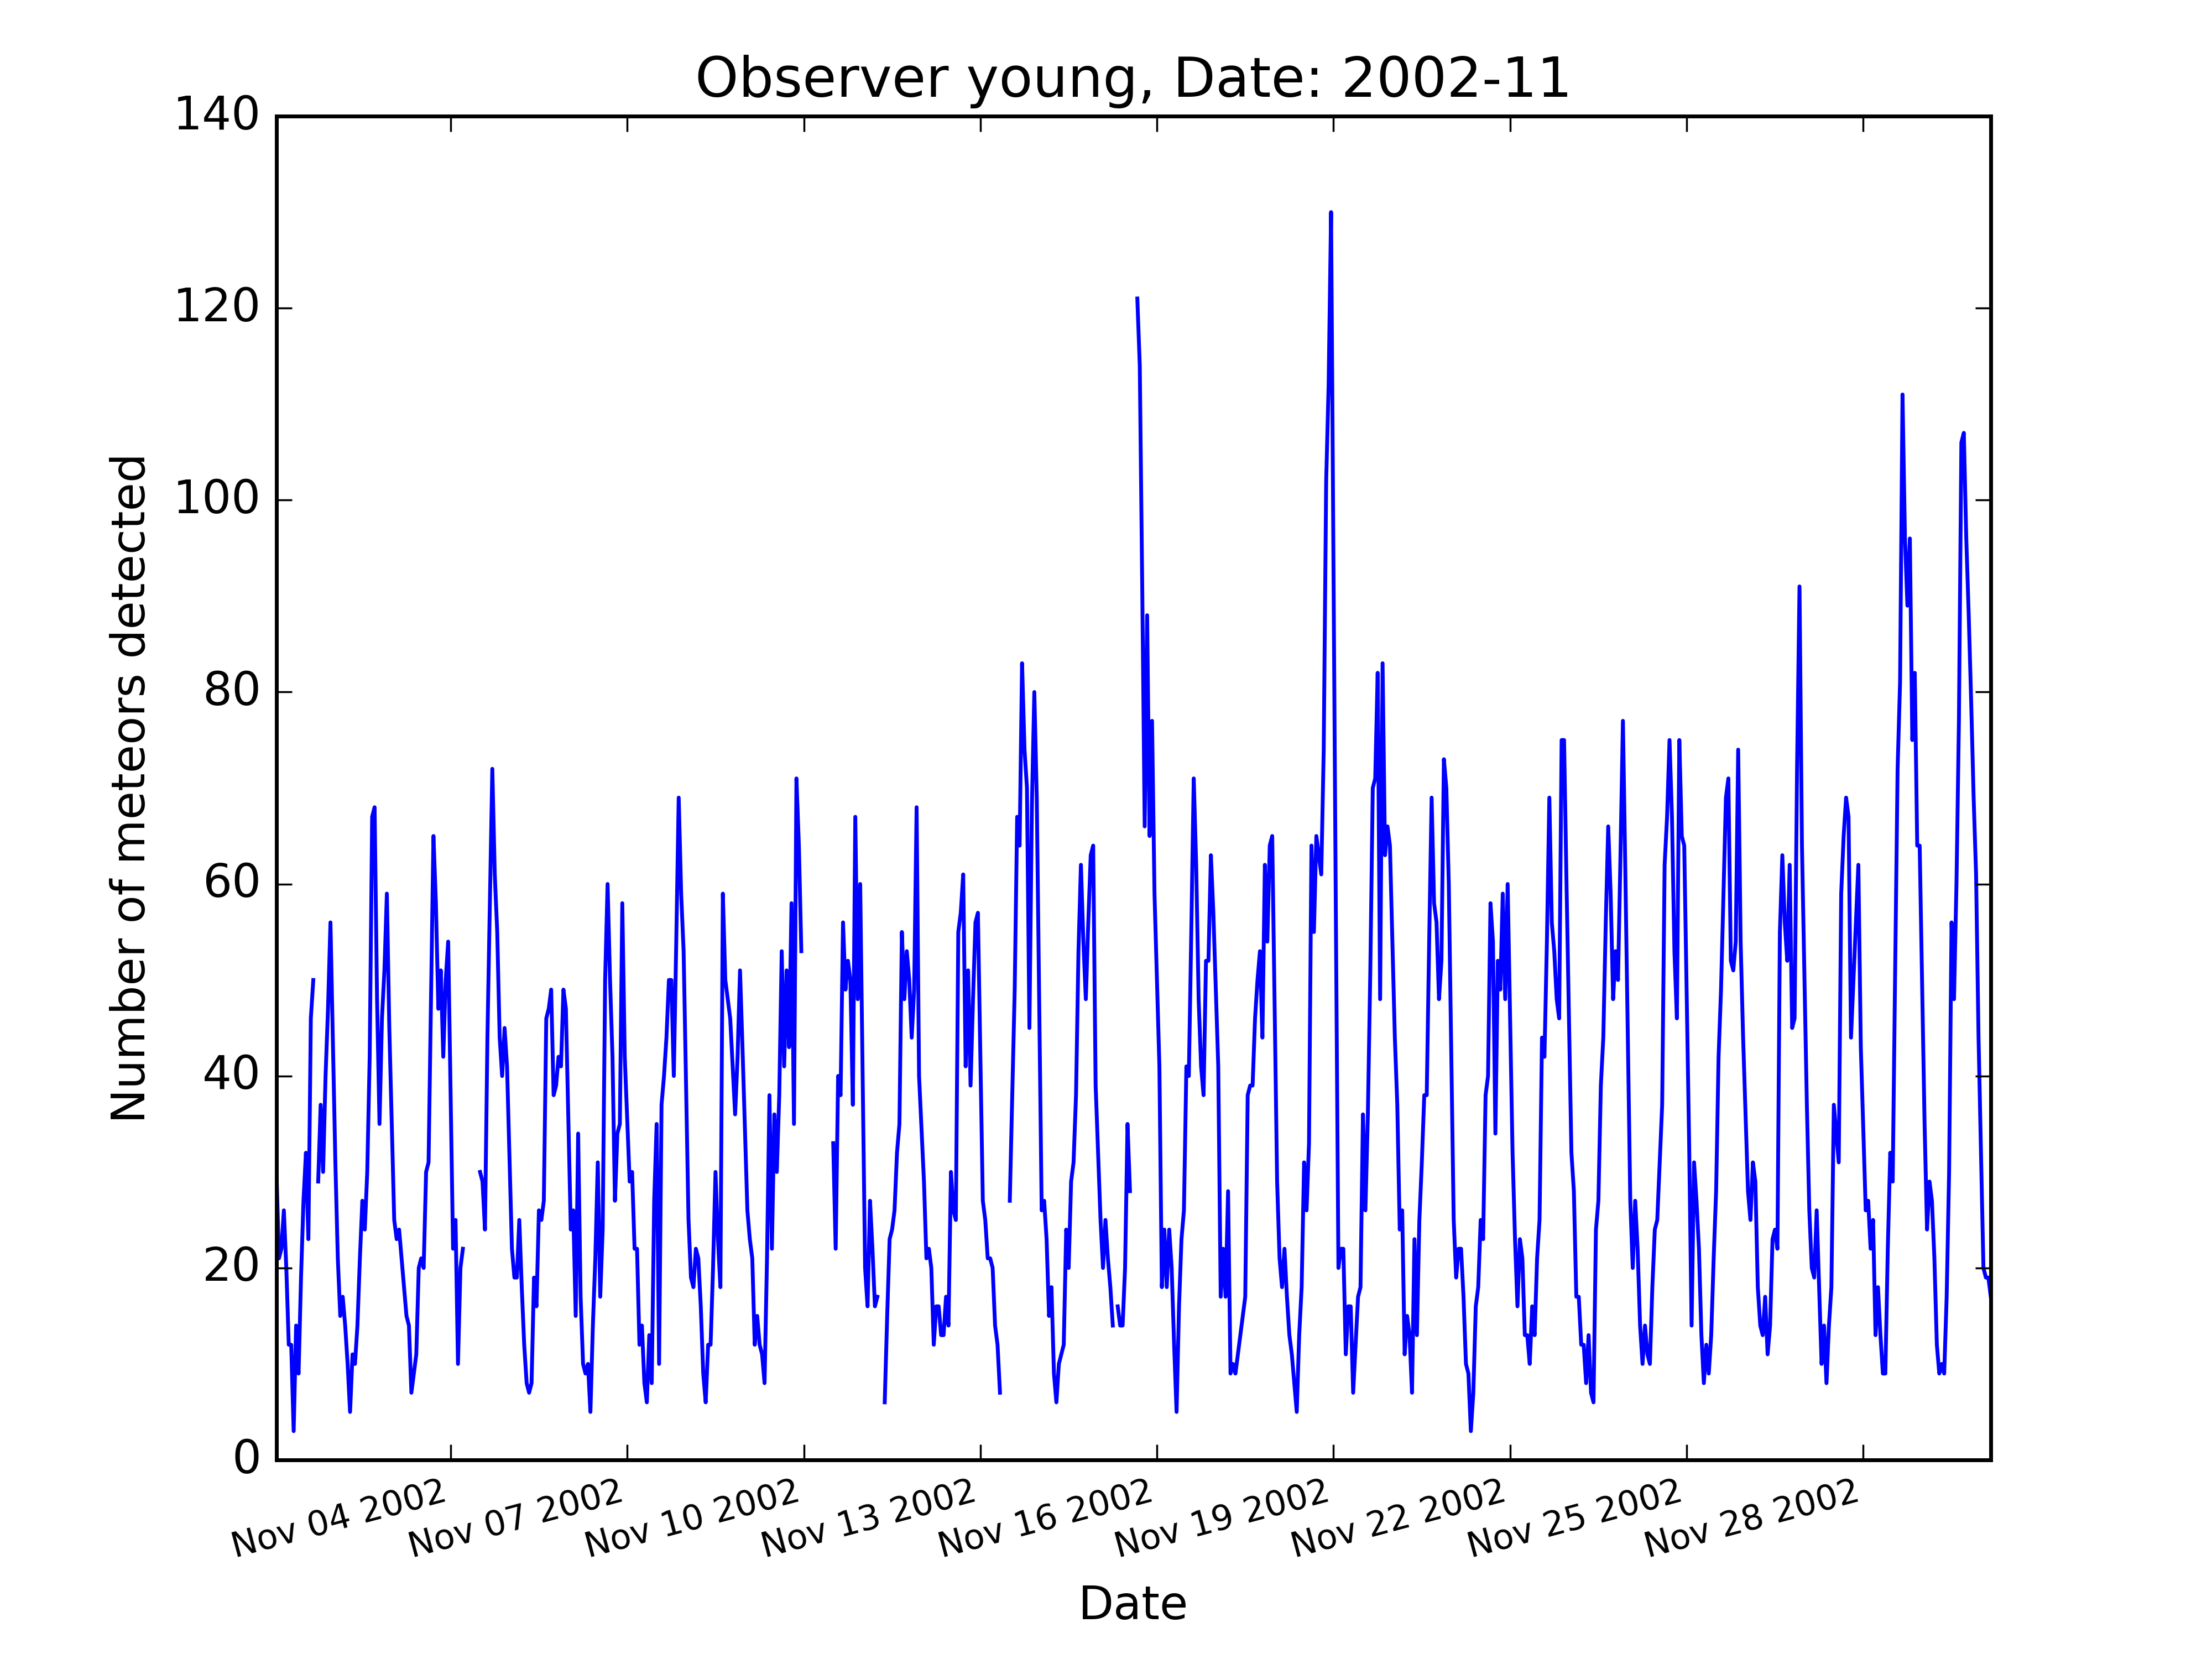 Observer young, Date: 2002-11
140
120
100
80
60
40
20
0
Number of meteors detected
Nov 04 2002
Nov 07 2002
Nov 10 2002
Nov 13 2002
Nov 16 2002
Nov 19 2002
Nov 22 2002
Nov 25 2002
Nov 28 2002
Date